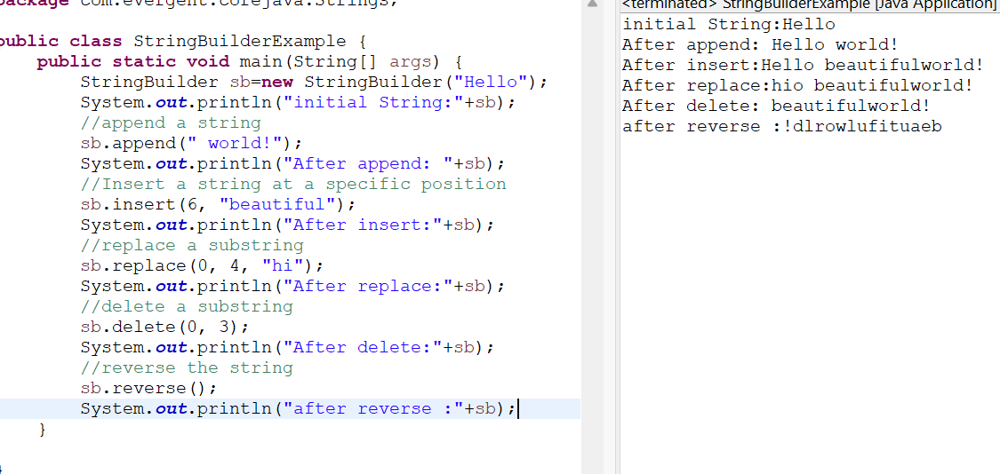 package com.evergent.corejava.Strings;
public class StringBuilderExample {
public static void main(String[] args) {
StringBuilder sb=new StringBuilder("Hello");
System.out.println("initial String:"+sb);
//append a string
sb.append(" world!");
System.out.println("After append: "+sb);
//Insert a string at a specific position
sb.insert(6, "beautiful");
System.out.println("After insert:"+sb);
//replace a substring
sb.replace(0, 4, "hi");
System.out.println("After replace:"+sb);
//delete a substring
sb.delete(0, 3);
System.out.println("After delete:"+sb);
//reverse the string
sb.reverse();
System.out.println("after reverse :"+sb);
}
}
<terminated> StringBuilderExample [Java Application]
initial String:Hello
After append: Hello world!
After insert:Hello beautifulworld!
After replace:hio beautifulworld!
After delete: beautifulworld!
after reverse :!dlrowlufituaeb